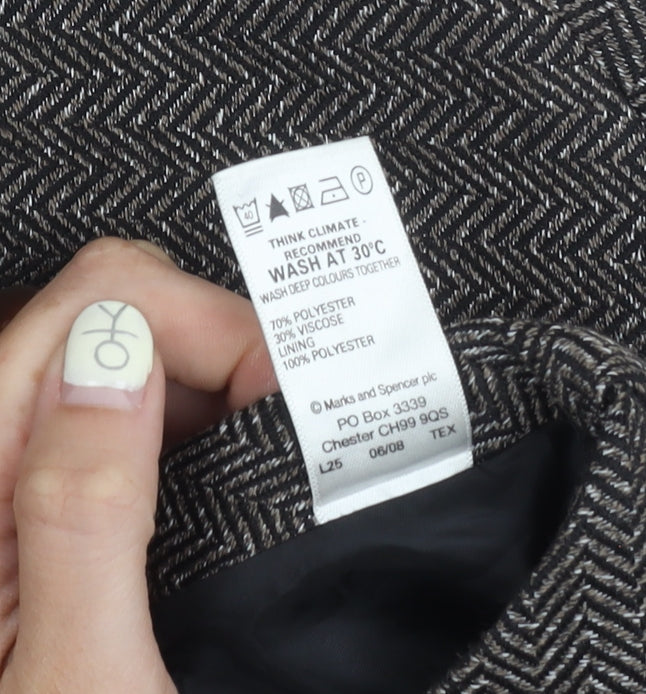 40 P
THINK CLIMATE -
RECOMMEND
WASH AT 30°C
WASH DEEP COLOURS TOGETHER
70% POLYESTER
30% VISCOSE
LINING
100% POLYESTER
© Marks and Spencer plc
PO Box 3339
Chester CH99 9QS
L25 06/08 TEX